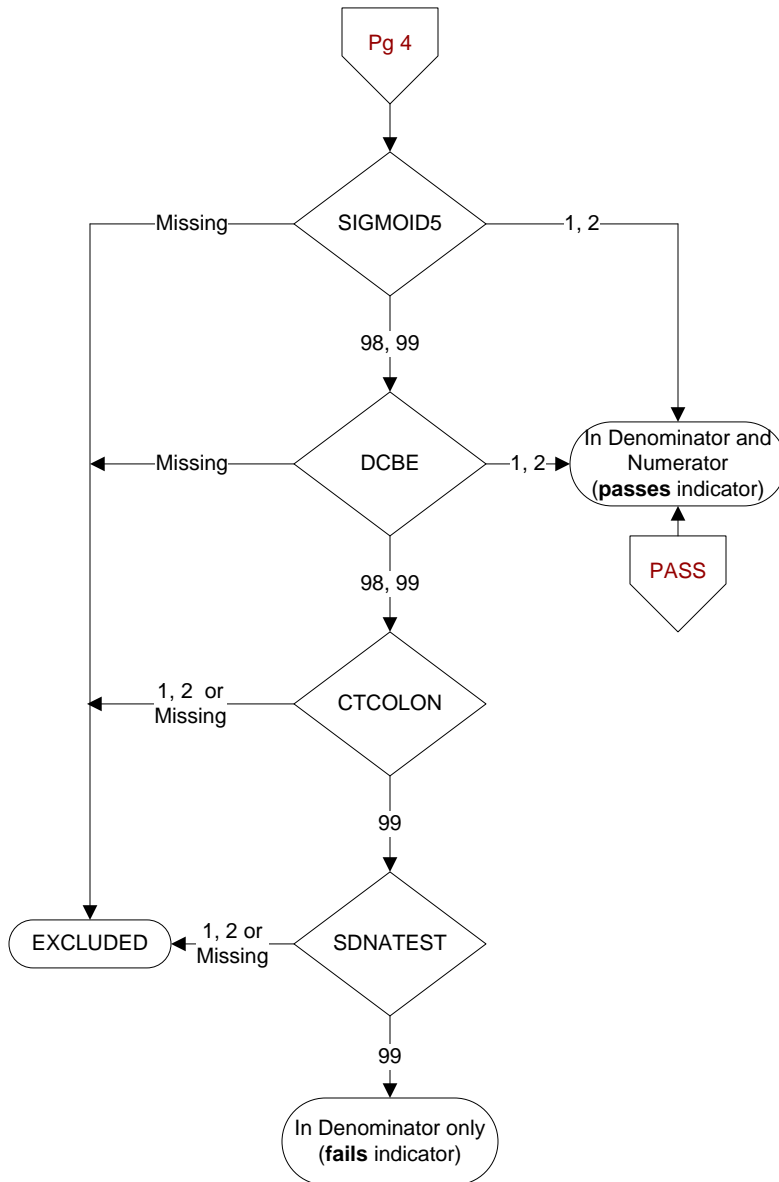 Pg 4
Missing
SIGMOID5
1, 2
98, 99
Missing
DCBE
1, 2
In Denominator and
Numerator
(passes indicator)
98, 99
PASS
1, 2 or
Missing
CTCOLON
99
EXCLUDED
1, 2 or
Missing
SDNATEST
99
In Denominator only
(fails indicator)